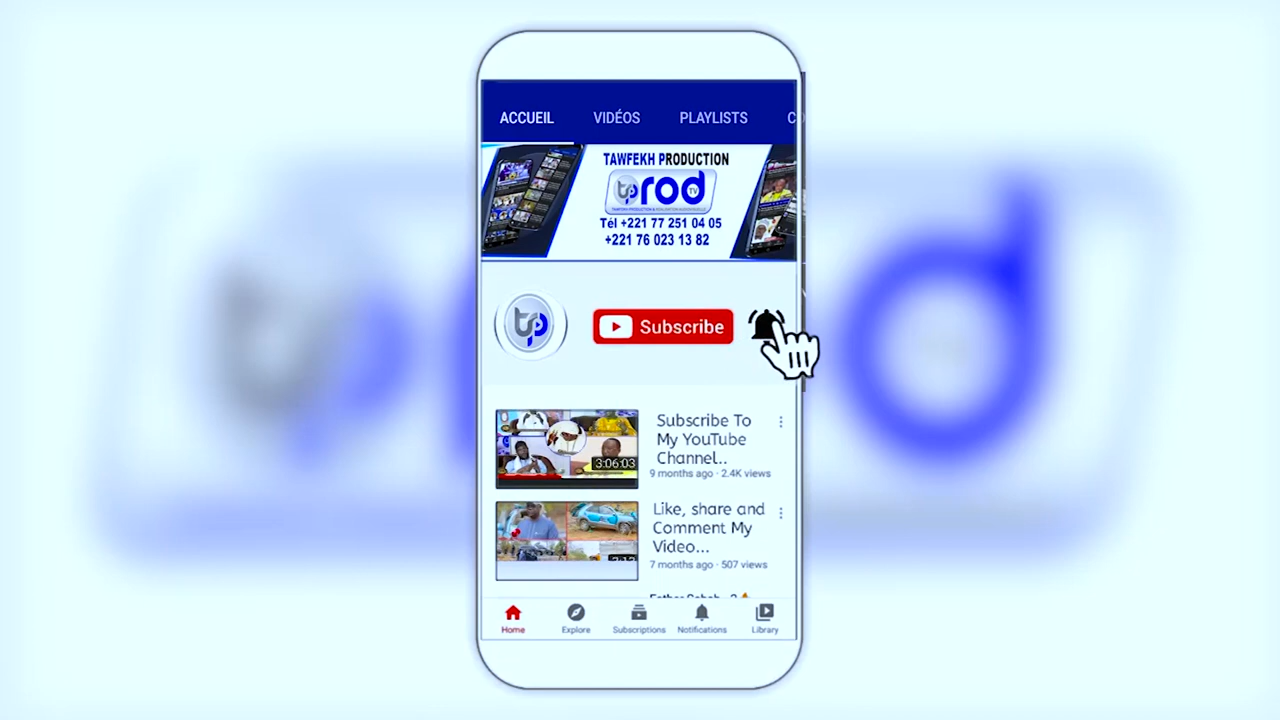 ACCUEIL VIDÉOS PLAYLISTS
TAWFEKH PRODUCTION
tprod TV
Tél +221 77 251 04 05
+221 76 023 13 82
tp
Subscribe
Subscribe To
My YouTube
Channel..
9 months ago · 2.4K views
3:06:03
Like, share and
Comment My
Video...
7 months ago · 507 views
Home Explore Subscriptions Notifications Library